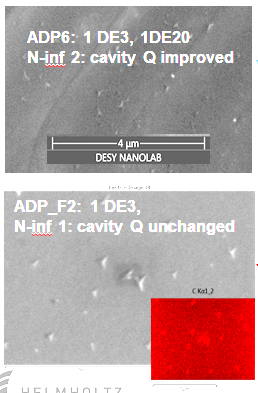 ADP6: 1 DE3, 1DE20
N-inf 2: cavity Q improved
4 μm
DESY NANOLAB
ADP_F2: 1 DE3,
N-inf 1: cavity Q unchanged
C Kα1_2
HELMHOLTZ